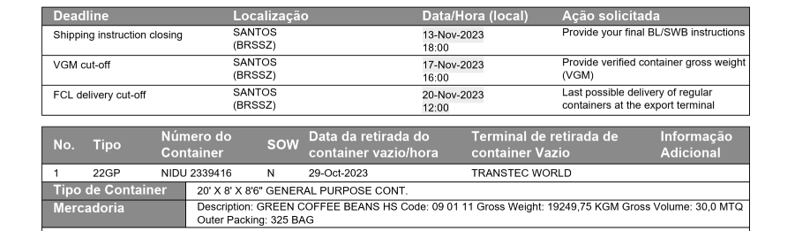 Deadline Localização Data/Hora (local) Ação solicitada
Shipping instruction closing SANTOS 13-Nov-2023 Provide your final BL/SWB instructions
(BRSSZ) 18:00
VGM cut-off SANTOS 17-Nov-2023 Provide verified container gross weight
(BRSSZ) 16:00 (VGM)
FCL delivery cut-off SANTOS 20-Nov-2023 Last possible delivery of regular
(BRSSZ) 12:00 containers at the export terminal
No. Tipo Número do Container SOW Data da retirada do container vazio/hora Terminal de retirada de container Vazio Informação Adicional
1 22GP NIDU 2339416 N 29-Oct-2023 TRANSTEC WORLD
Tipo de Container 20' X 8' X 8'6" GENERAL PURPOSE CONT.
Mercadoria Description: GREEN COFFEE BEANS HS Code: 09 01 11 Gross Weight: 19249,75 KGM Gross Volume: 30,0 MTQ
Outer Packing: 325 BAG